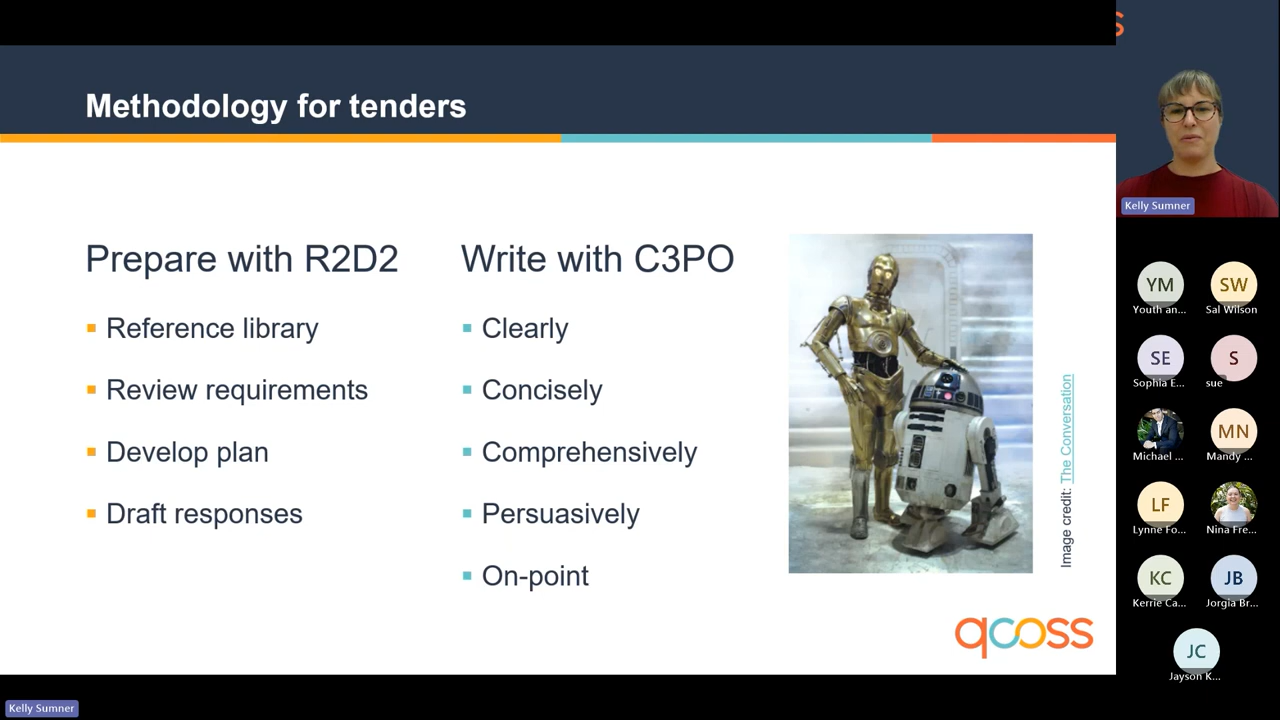 Methodology for tenders
Prepare with R2D2
Reference library
Review requirements
Develop plan
Draft responses
Write with C3PO
Clearly
Concisely
Comprehensively
Persuasively
On-point
Image credit: The Conversation
qcoss
Kelly Sumner
YM
Youth an...
SW
Sal Wilson
SE
Sophia E...
S
sue
Michael ...
MN
Mandy ...
LF
Lynne Fo...
Nina Fre...
KC
Kerrie Ca...
JB
Jorgia Br...
JC
Jayson K...
Kelly Sumner